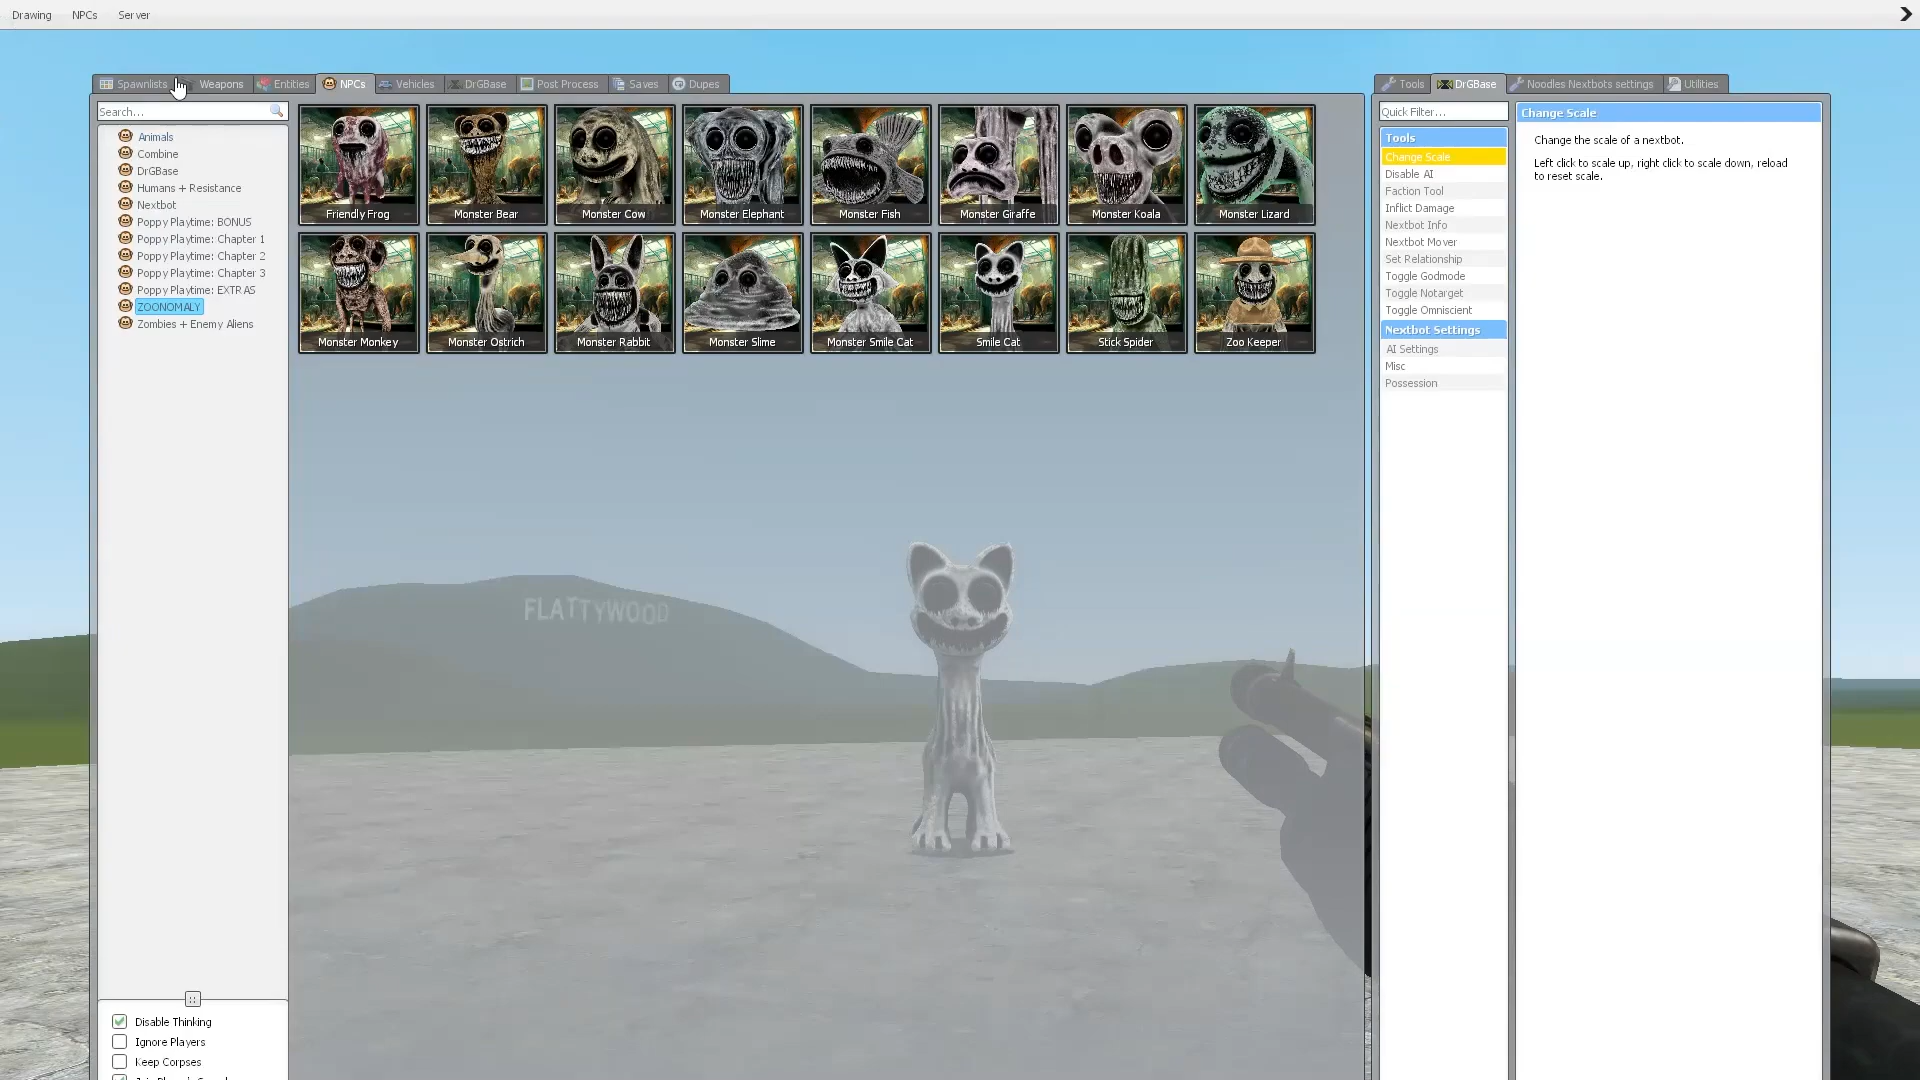 Drawing NPCs Server
Spawnlists Weapons Entities NPCs Vehicles DrGBase Post Process Saves Dupes
Search...
Animals
Combine
DrGBase
Humans + Resistance
Nextbot
Poppy Playtime: BONUS
Poppy Playtime: Chapter 1
Poppy Playtime: Chapter 2
Poppy Playtime: Chapter 3
Poppy Playtime: EXTRAS
ZOONOMALY
Zombies + Enemy Aliens
Disable Thinking
Ignore Players
Keep Corpses
Friendly Frog Monster Bear Monster Cow Monster Elephant Monster Fish Monster Giraffe Monster Koala Monster Lizard
Monster Monkey Monster Ostrich Monster Rabbit Monster Slime Monster Smile Cat Smile Cat Stick Spider Zoo Keeper
FLATTYWOOD
Tools DrGBase Noodles Nextbots settings Utilities
Quick Filter...
Tools
Change Scale
Disable AI
Faction Tool
Inflict Damage
Nextbot Info
Nextbot Mover
Set Relationship
Toggle Godmode
Toggle Notarget
Toggle Omniscient
Nextbot Settings
AI Settings
Misc
Possession
Change Scale
Change the scale of a nextbot.
Left click to scale up, right click to scale down, reload
to reset scale.